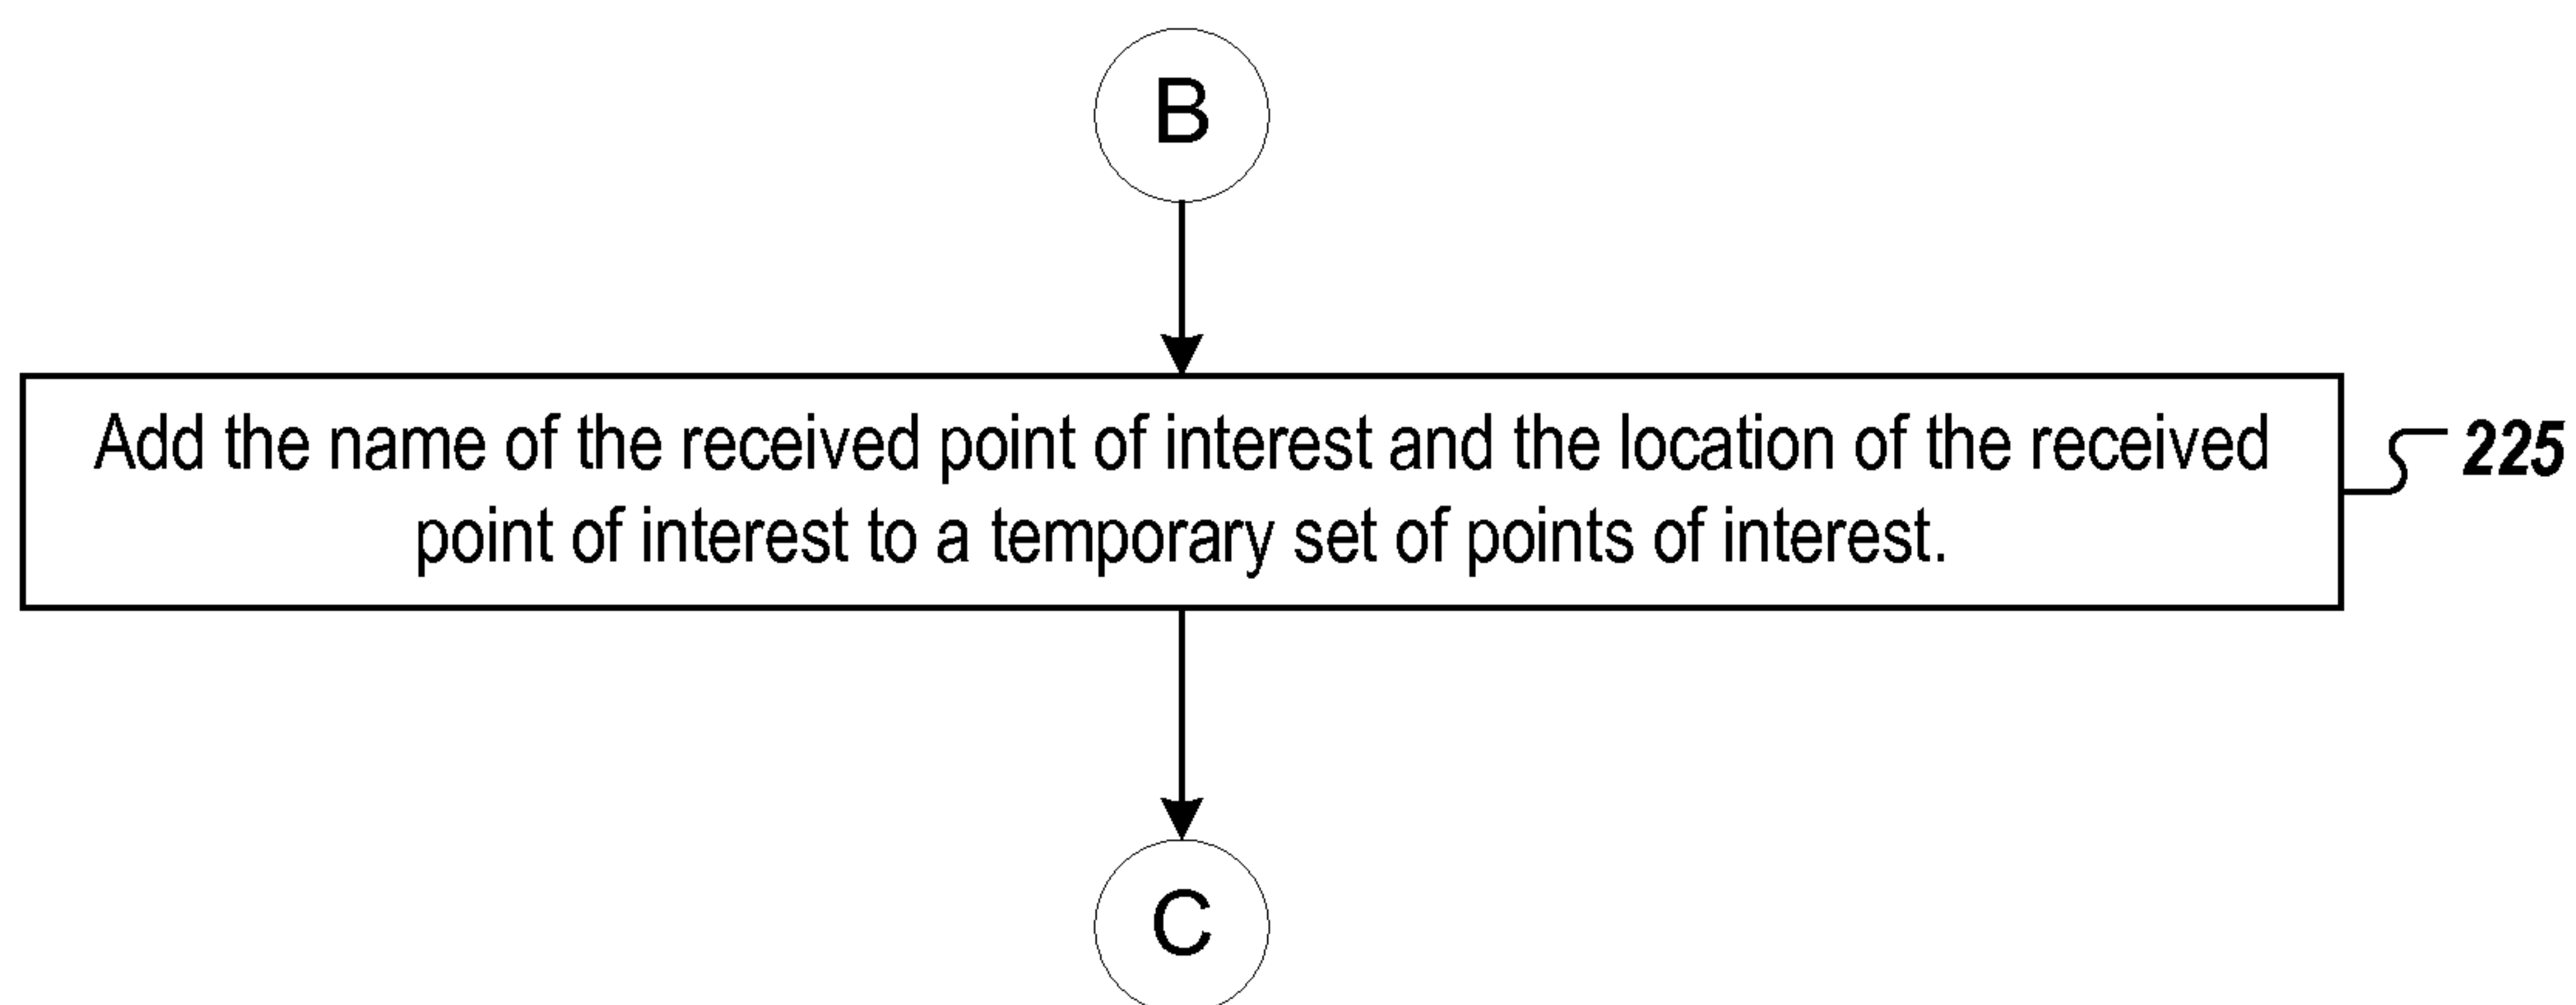 B
Add the name of the received point of interest and the location of the received
point of interest to a temporary set of points of interest.
225
C